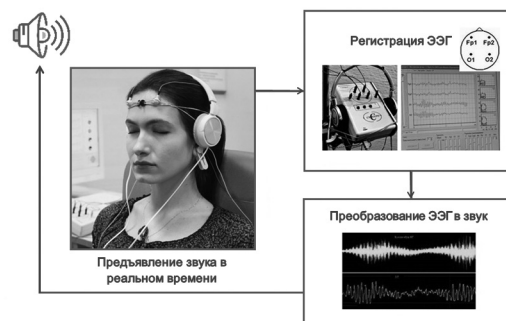 Регистрация ЭЭГ
Fp1 Fp2
O1 O2
Преобразование ЭЭГ в звук
Предъявление звука в
реальном времени